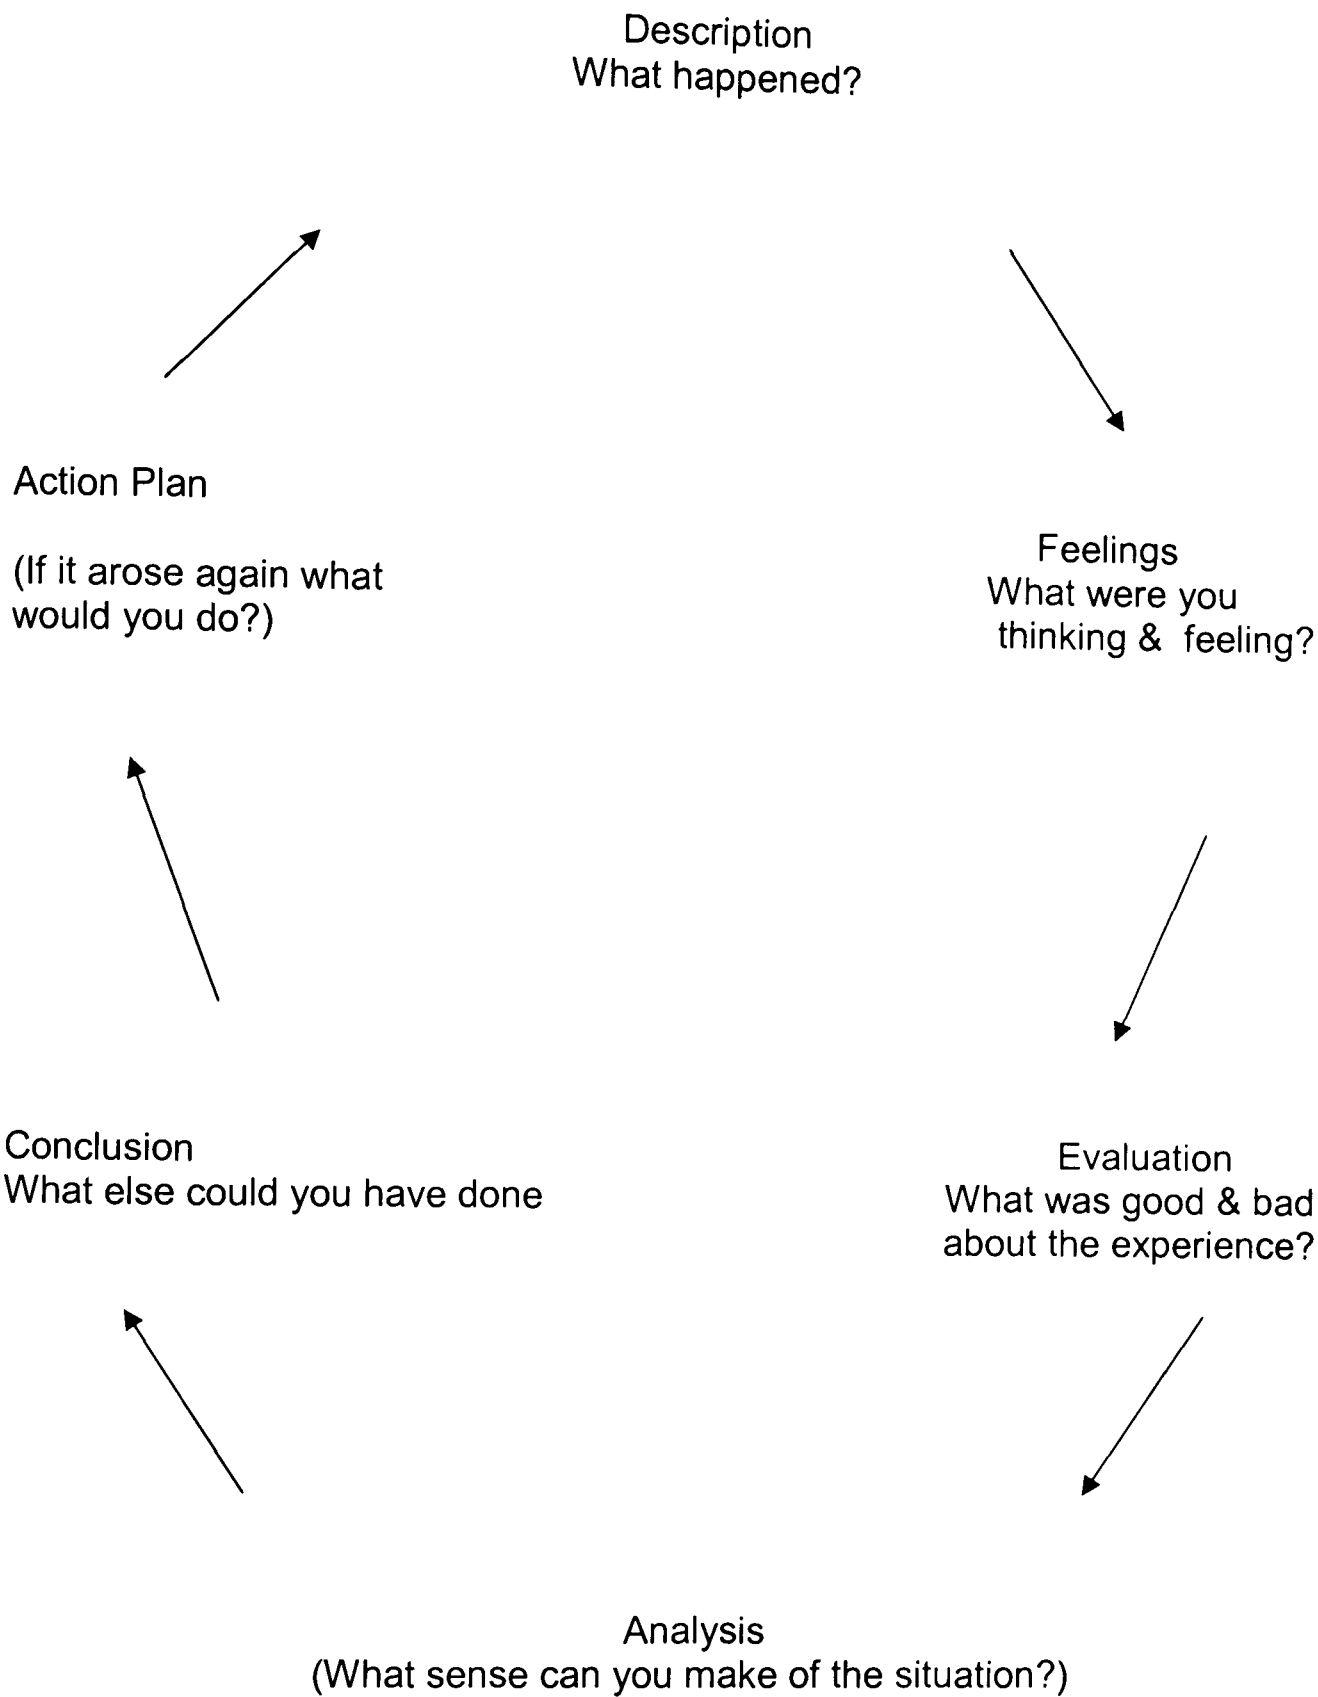 Description
What happened?
Feelings
What were you
thinking & feeling?
Evaluation
What was good & bad
about the experience?
Analysis
(What sense can you make of the situation?)
Conclusion
What else could you have done
Action Plan
(If it arose again what
would you do?)